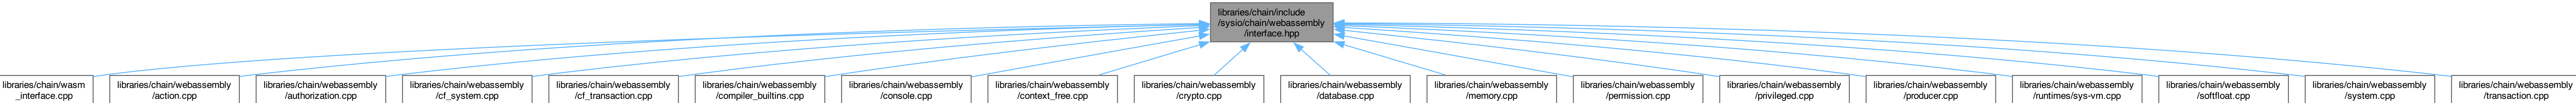 libraries/chain/include
/sysio/chain/webassembly
/interface.hpp
libraries/chain/wasm
_interface.cpp
libraries/chain/webassembly
/action.cpp
libraries/chain/webassembly
/authorization.cpp
libraries/chain/webassembly
/cf_system.cpp
libraries/chain/webassembly
/cf_transaction.cpp
libraries/chain/webassembly
/compiler_builtins.cpp
libraries/chain/webassembly
/console.cpp
libraries/chain/webassembly
/context_free.cpp
libraries/chain/webassembly
/crypto.cpp
libraries/chain/webassembly
/database.cpp
libraries/chain/webassembly
/memory.cpp
libraries/chain/webassembly
/permission.cpp
libraries/chain/webassembly
/privileged.cpp
libraries/chain/webassembly
/producer.cpp
libraries/chain/webassembly
/runtimes/sys-vm.cpp
libraries/chain/webassembly
/softfloat.cpp
libraries/chain/webassembly
/system.cpp
libraries/chain/webassembly
/transaction.cpp